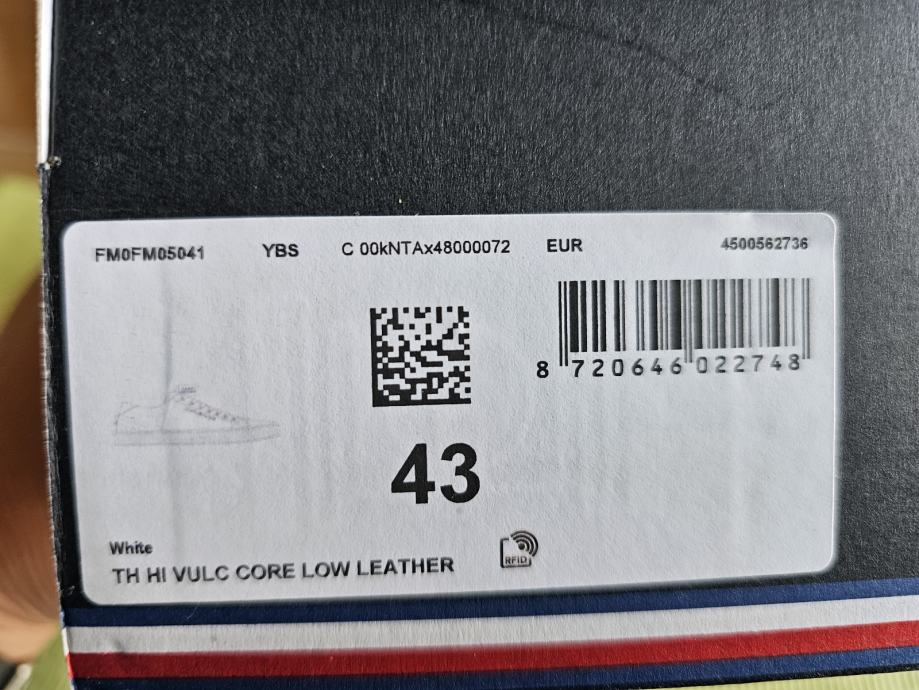 FM0FM05041 YBS C 00kNTAx48000072 EUR 4500562736
8 720646 022748
43
White
RFID
TH HI VULC CORE LOW LEATHER